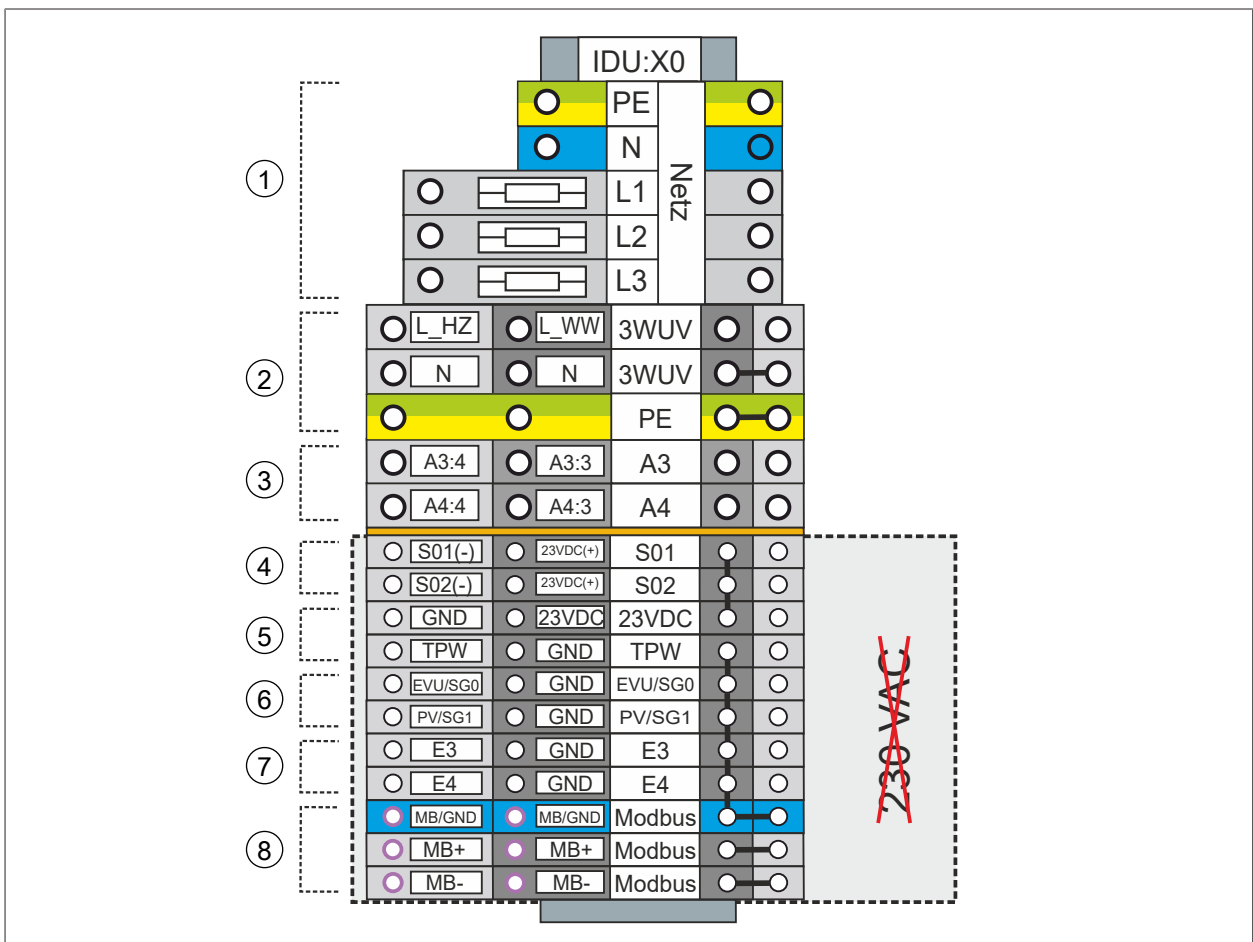 IDU:X0
PE
N
Netz
1
L1
L2
L3
L_HZ L_WW 3WUV
2
N N 3WUV
PE
A3:4 A3:3 A3
3
A4:4 A4:3 A4
S01(-) 23VDC(+) S01
4
S02(-) 23VDC(+) S02
GND 23VDC 23VDC
5
TPW GND TPW
EVU/SG0 GND EVU/SG0
6
PV/SG1 GND PV/SG1
E3 GND E3
7
E4 GND E4
MB/GND MB/GND Modbus
8
MB+ MB+ Modbus
MB- MB- Modbus
230 VAC